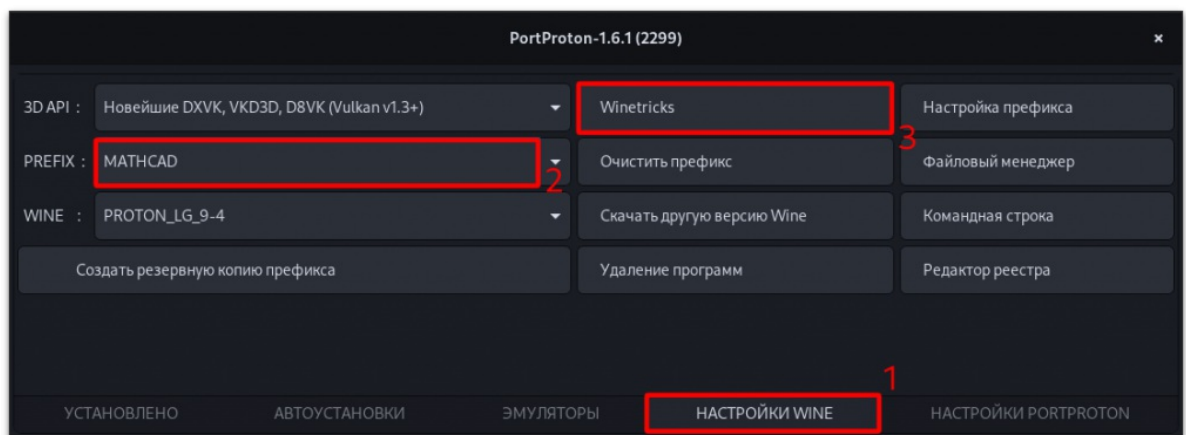 PortProton-1.6.1 (2299) ×
3D API : Новейшие DXVK, VKD3D, D8VK (Vulkan v1.3+) Winetricks Настройка префикса
3
PREFIX : MATHCAD Очистить префикс Файловый менеджер
2
WINE : PROTON_LG_9-4 Скачать другую версию Wine Командная строка
Создать резервную копию префикса Удаление программ Редактор реестра
1
УСТАНОВЛЕНО АВТОУСТАНОВКИ ЭМУЛЯТОРЫ НАСТРОЙКИ WINE НАСТРОЙКИ PORTPROTON